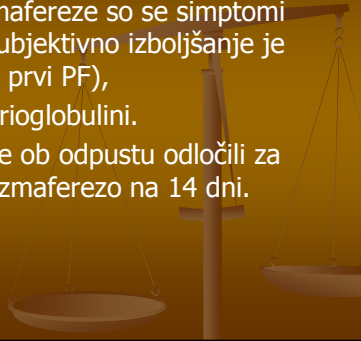 mafereze so se simptomi
ubjektivno izboljšanje je
prvi PF),
rioglobulini.
e ob odpustu odločili za
zmaferezo na 14 dni.